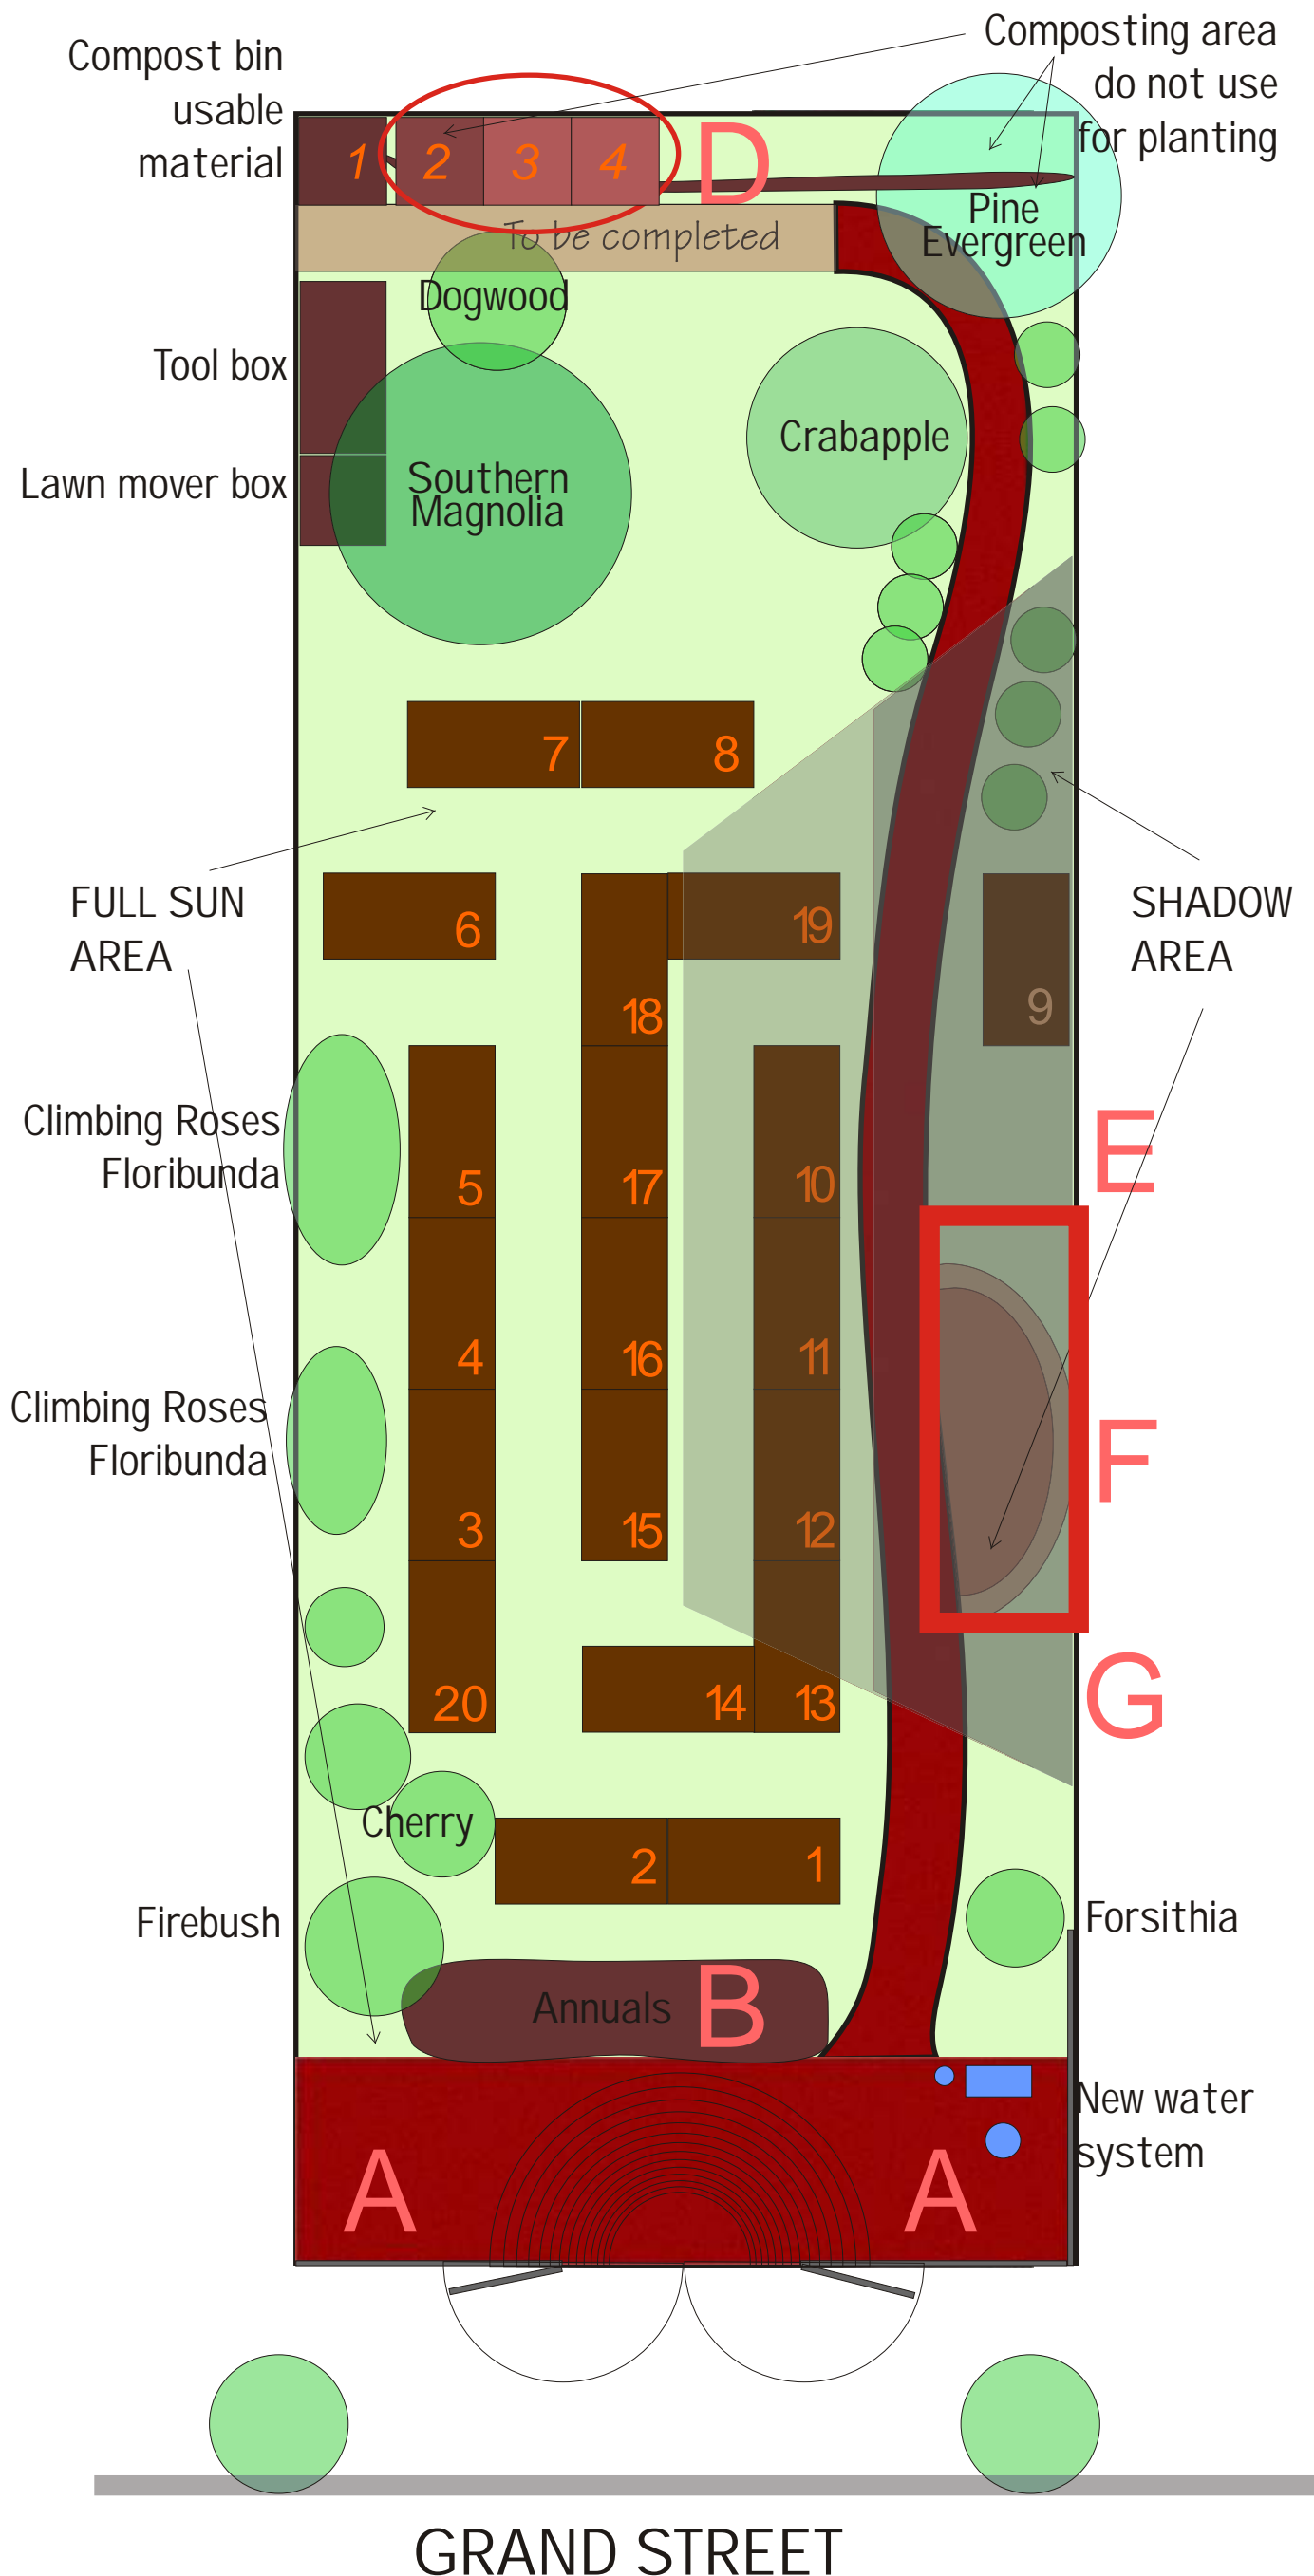 Compost bin
usable
material
Composting area
do not use
for planting
1
2
3
4
D
Pine
Evergreen
To be completed
Dogwood
Tool box
Crabapple
Lawn mover box
Southern
Magnolia
7
8
FULL SUN
AREA
SHADOW
AREA
6
19
9
18
Climbing Roses
Floribunda
E
5
17
10
4
16
11
Climbing Roses
Floribunda
F
3
15
12
G
20
14
13
Cherry
2
1
Firebush
Forsithia
Annuals
B
New water
system
A
A
GRAND STREET